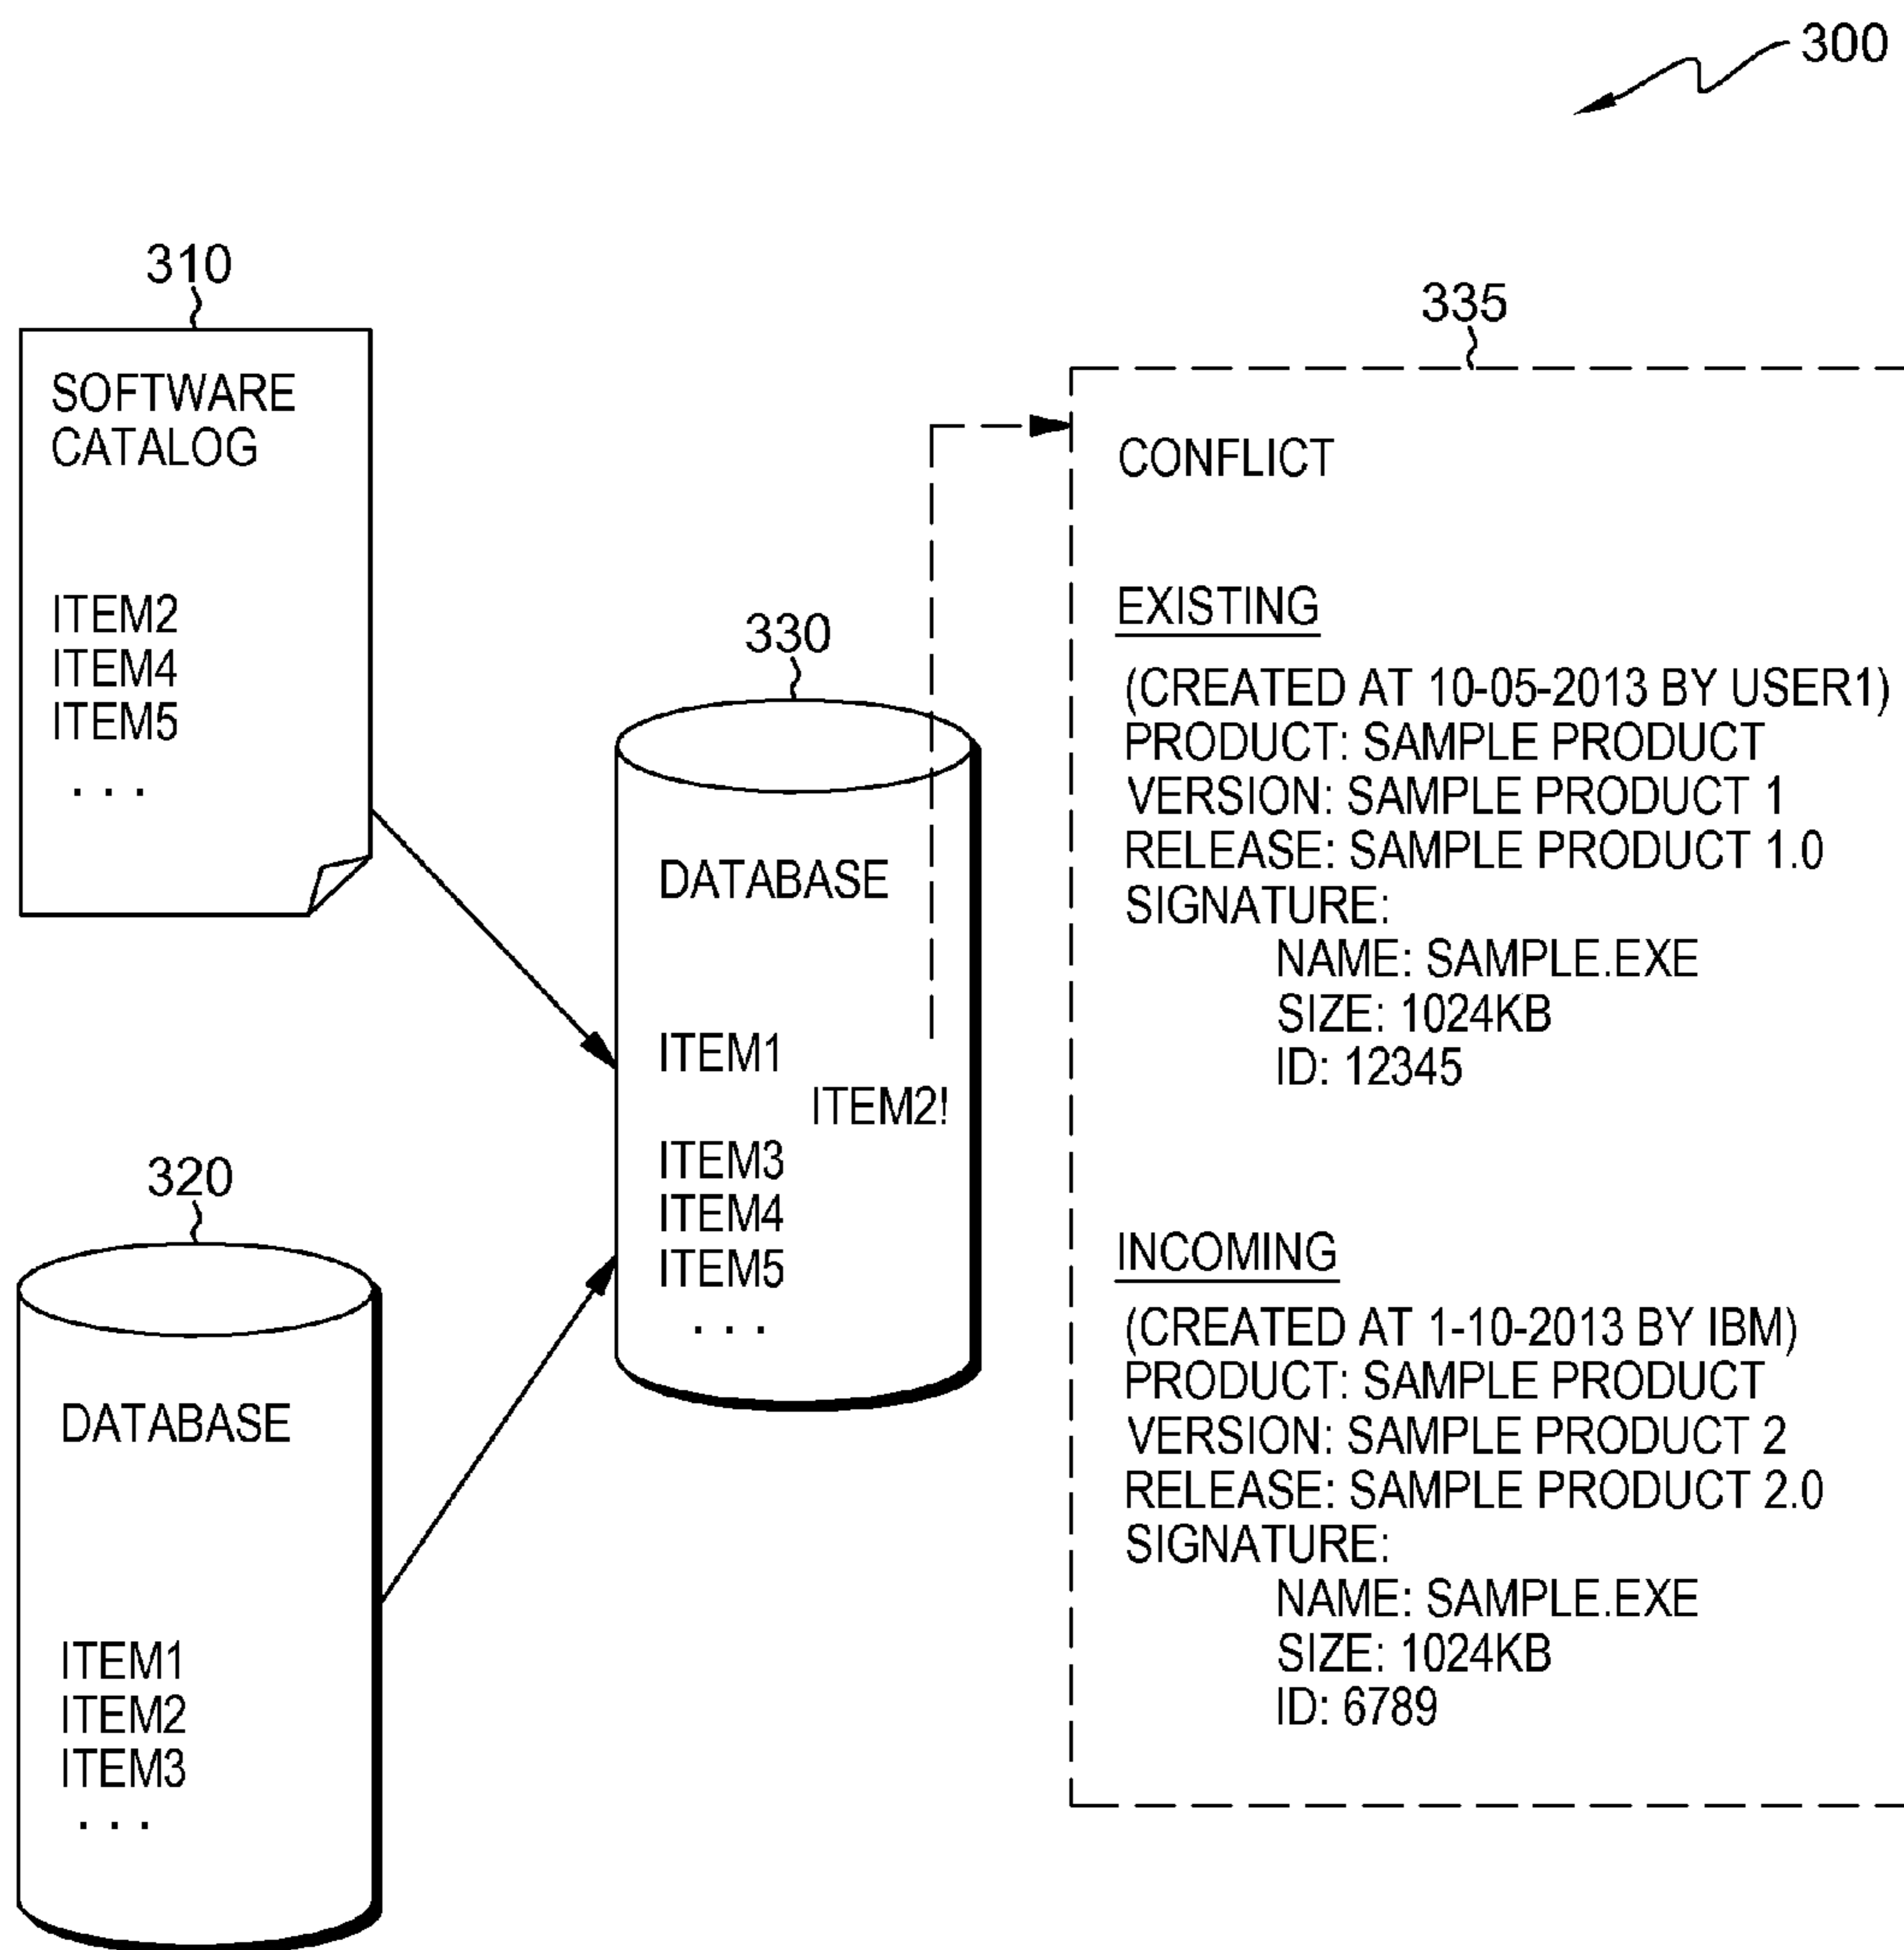 300
310
SOFTWARE
CATALOG
ITEM2
ITEM4
ITEM5
. . .
320
DATABASE
ITEM1
ITEM2
ITEM3
. . .
330
DATABASE
ITEM1
ITEM2!
ITEM3
ITEM4
ITEM5
. . .
335
CONFLICT
EXISTING
(CREATED AT 10-05-2013 BY USER1)
PRODUCT: SAMPLE PRODUCT
VERSION: SAMPLE PRODUCT 1
RELEASE: SAMPLE PRODUCT 1.0
SIGNATURE:
NAME: SAMPLE.EXE
SIZE: 1024KB
ID: 12345
INCOMING
(CREATED AT 1-10-2013 BY IBM)
PRODUCT: SAMPLE PRODUCT
VERSION: SAMPLE PRODUCT 2
RELEASE: SAMPLE PRODUCT 2.0
SIGNATURE:
NAME: SAMPLE.EXE
SIZE: 1024KB
ID: 6789